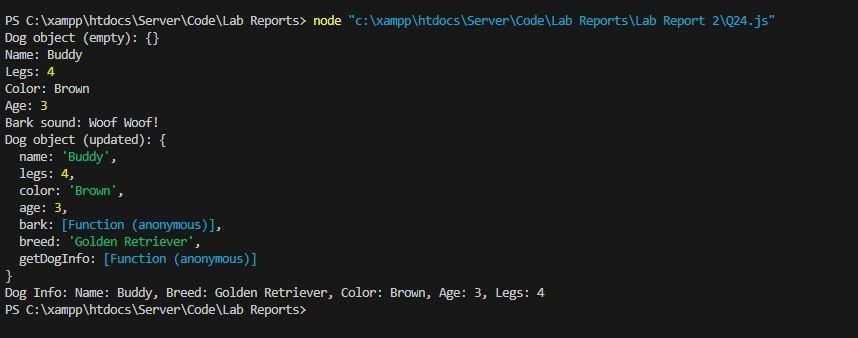 PS C:\xampp\htdocs\Server\Code\Lab Reports> node "c:\xampp\htdocs\Server\Code\Lab Reports\Lab Report 2\Q24.js"
Dog object (empty): {}
Name: Buddy
Legs: 4
Color: Brown
Age: 3
Bark sound: Woof Woof!
Dog object (updated): {
  name: 'Buddy',
  legs: 4,
  color: 'Brown',
  age: 3,
  bark: [Function (anonymous)],
  breed: 'Golden Retriever',
  getDogInfo: [Function (anonymous)]
}
Dog Info: Name: Buddy, Breed: Golden Retriever, Color: Brown, Age: 3, Legs: 4
PS C:\xampp\htdocs\Server\Code\Lab Reports>